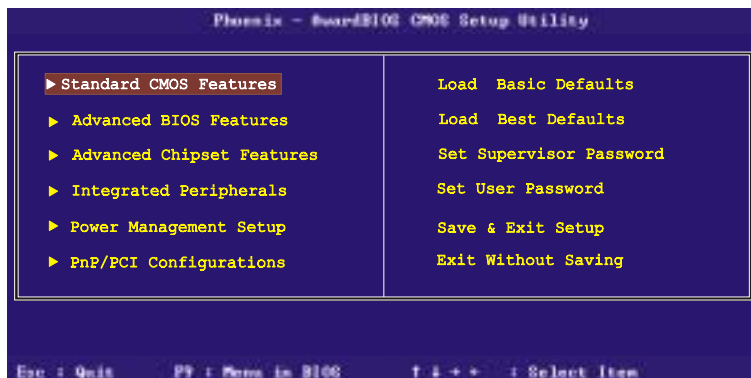 Phoenix - AwardBIOS CMOS Setup Utility
Standard CMOS Features
Advanced BIOS Features
Advanced Chipset Features
Integrated Peripherals
Power Management Setup
PnP/PCI Configurations
Load Basic Defaults
Load Best Defaults
Set Supervisor Password
Set User Password
Save & Exit Setup
Exit Without Saving
Esc : Quit F9 : Menu in BIOS ↑ ↓ → ← : Select Item